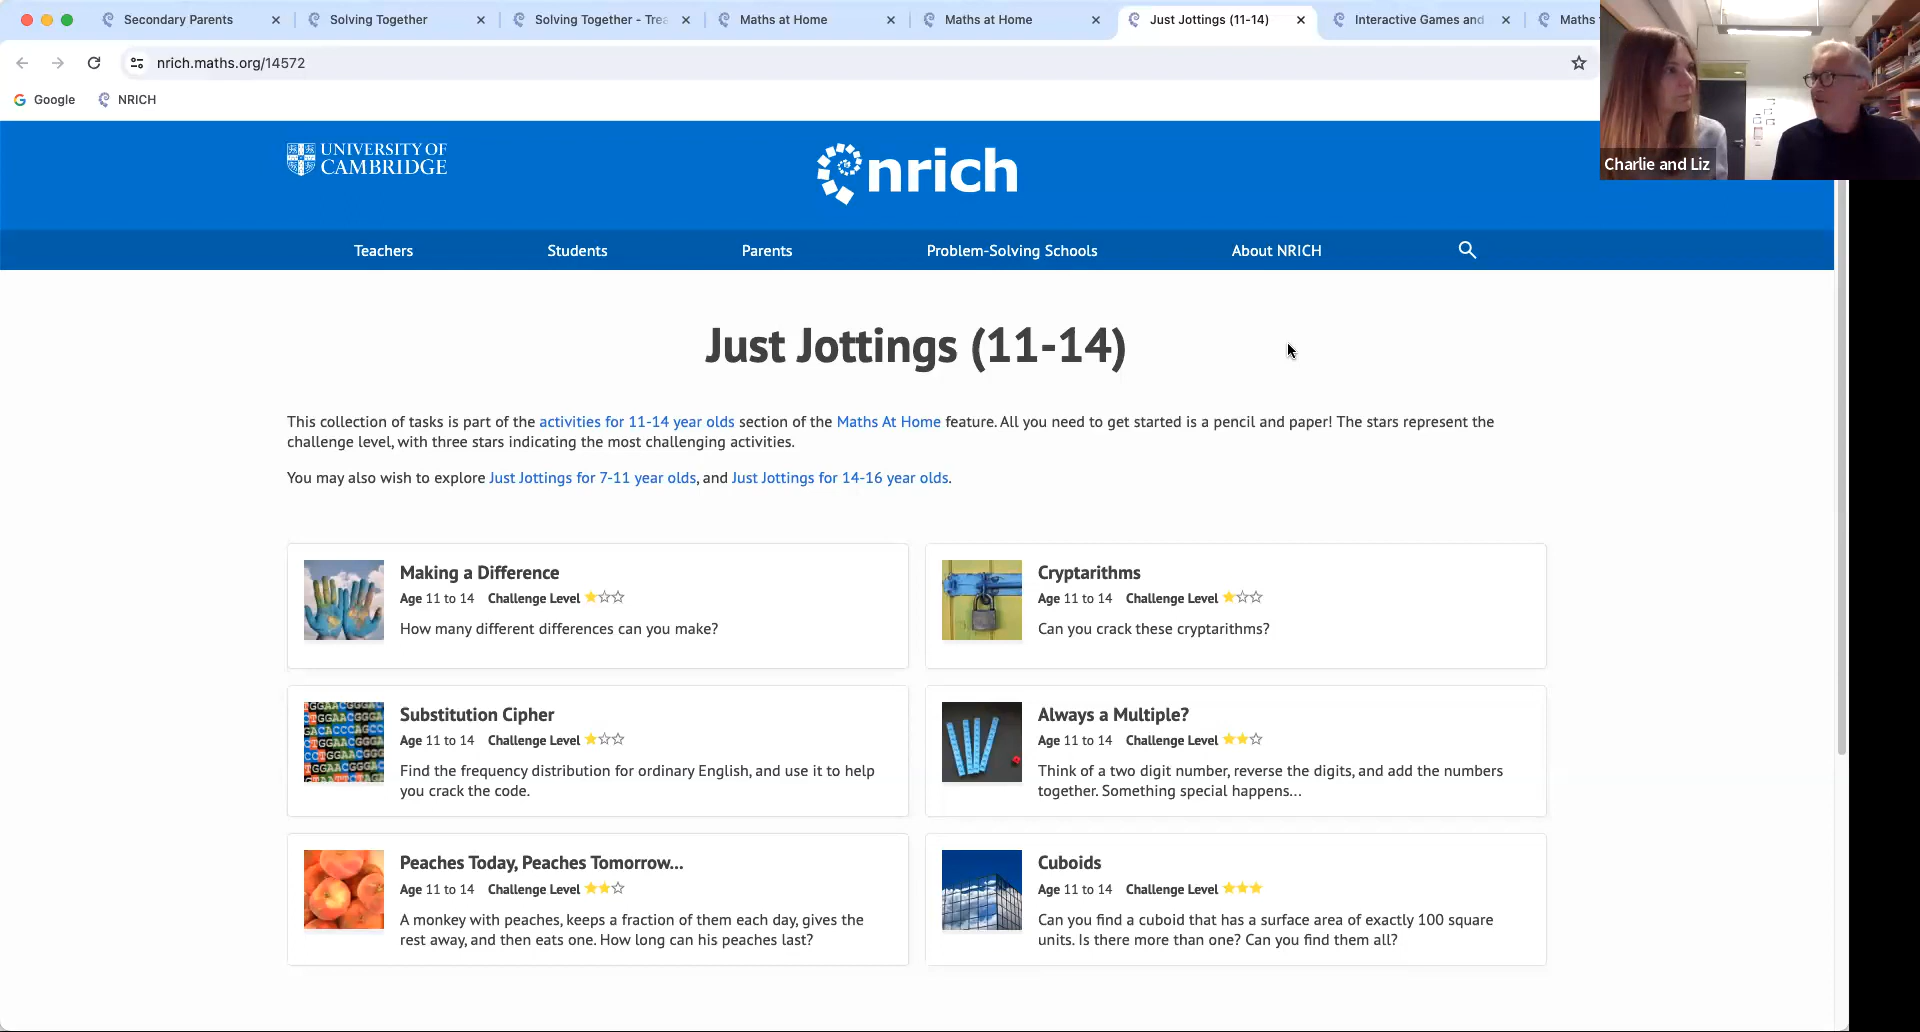 Secondary Parents
Solving Together
Solving Together - Trea
Maths at Home
Maths at Home
Just Jottings (11-14)
Interactive Games and
Maths
nrich.maths.org/14572
Google
NRICH
Charlie and Liz
UNIVERSITY OF
CAMBRIDGE
nrich
Teachers
Students
Parents
Problem-Solving Schools
About NRICH
Just Jottings (11-14)
This collection of tasks is part of the activities for 11-14 year olds section of the Maths At Home feature. All you need to get started is a pencil and paper! The stars represent the
challenge level, with three stars indicating the most challenging activities.
You may also wish to explore Just Jottings for 7-11 year olds, and Just Jottings for 14-16 year olds.
Making a Difference
Age 11 to 14 Challenge Level
How many different differences can you make?
Cryptarithms
Age 11 to 14 Challenge Level
Can you crack these cryptarithms?
Substitution Cipher
Age 11 to 14 Challenge Level
Find the frequency distribution for ordinary English, and use it to help
you crack the code.
Always a Multiple?
Age 11 to 14 Challenge Level
Think of a two digit number, reverse the digits, and add the numbers
together. Something special happens...
Peaches Today, Peaches Tomorrow...
Age 11 to 14 Challenge Level
A monkey with peaches, keeps a fraction of them each day, gives the
rest away, and then eats one. How long can his peaches last?
Cuboids
Age 11 to 14 Challenge Level
Can you find a cuboid that has a surface area of exactly 100 square
units. Is there more than one? Can you find them all?